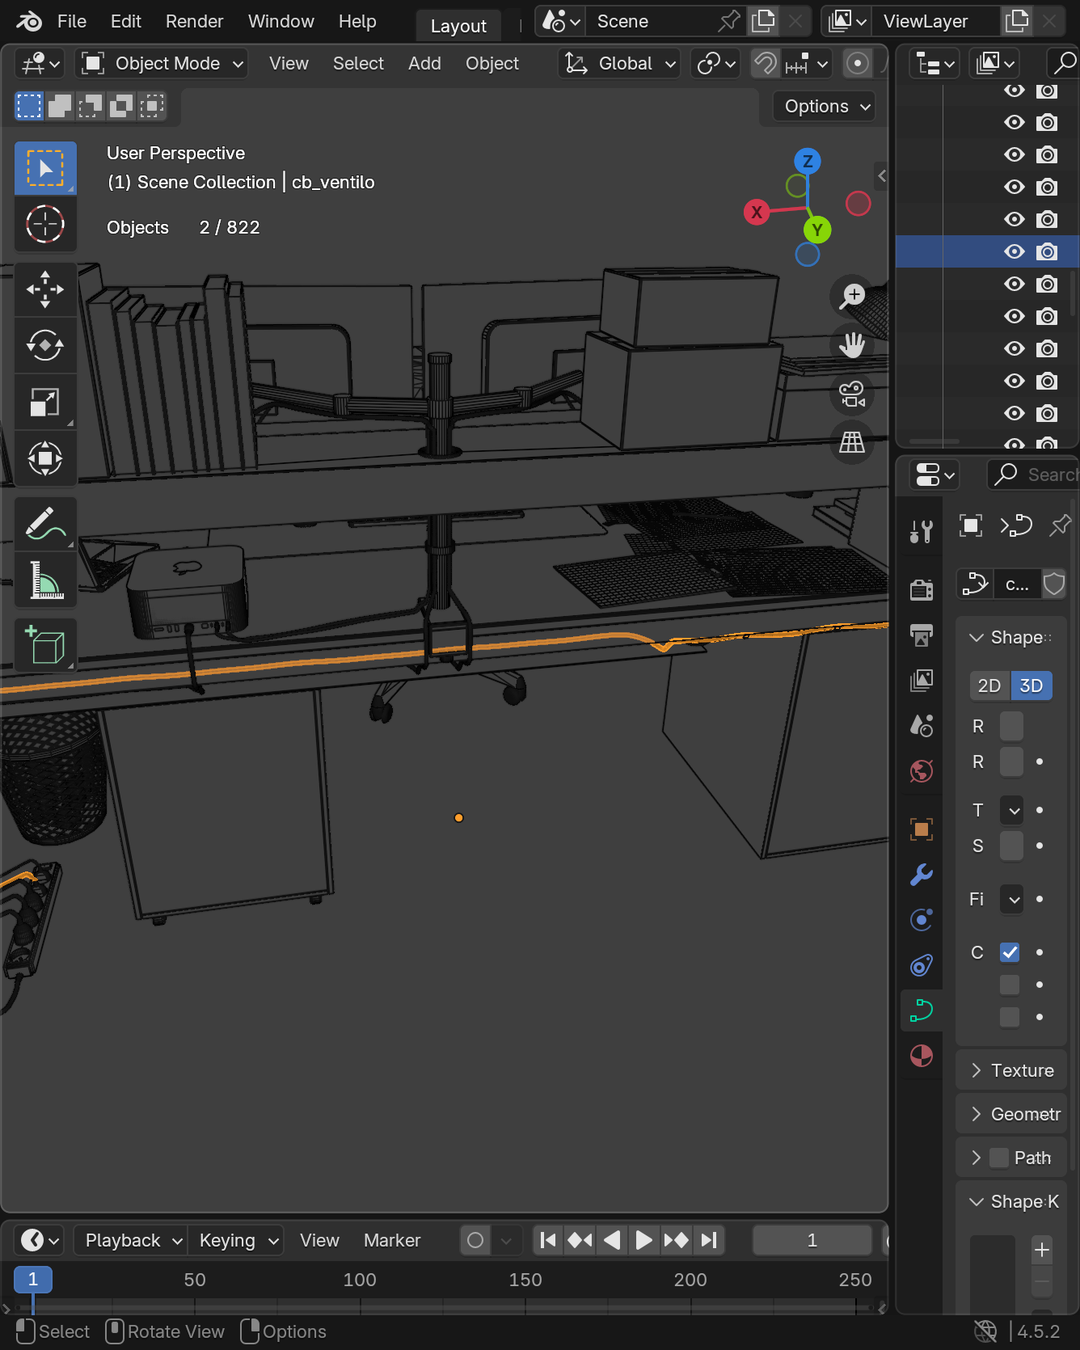 File Edit Render Window Help Layout Scene ViewLayer
Object Mode View Select Add Object Global
Options
User Perspective
(1) Scene Collection | cb_ventilo
Objects 2 / 822
Z
X
Y
Search
c...
Shape
2D 3D
R
R
T
S
Fi
C
Texture
Geometr
Path
Shape K
Playback Keying View Marker 1
1 50 100 150 200 250
Select Rotate View Options 4.5.2